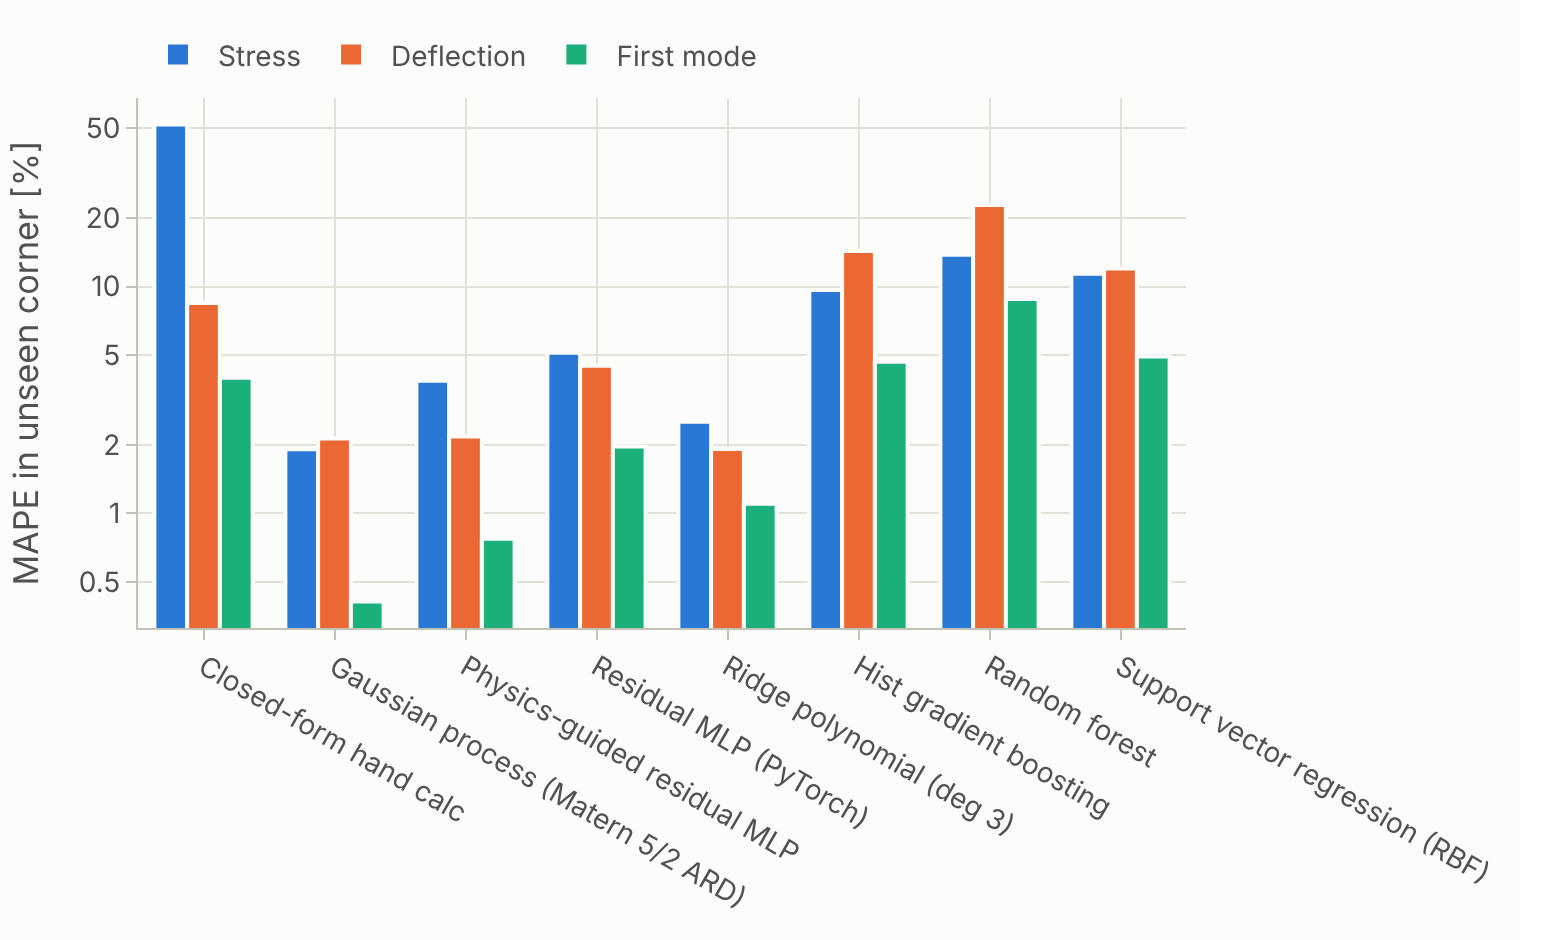 Stress Deflection First mode
MAPE in unseen corner [%]
50
20
10
5
2
1
0.5
Closed-form hand calc
Gaussian process (Matern 5/2 ARD)
Physics-guided residual MLP
Residual MLP (PyTorch)
Ridge polynomial (deg 3)
Hist gradient boosting
Random forest
Support vector regression (RBF)